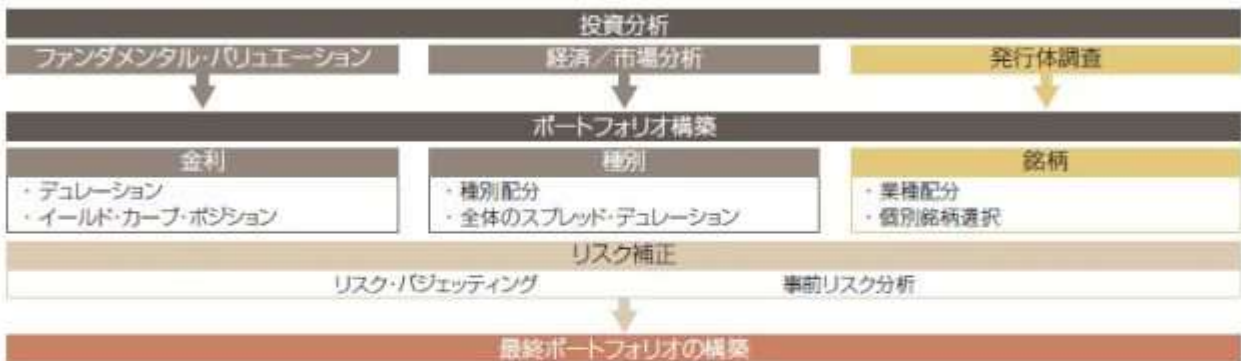 投資分析
ファンダメンタル・バリュエーション 経済／市場分析 発行体調査
ポートフォリオ構築
金利 種別 銘柄
・デュレーション ・種別配分 ・業種配分
・イールド・カーブ・ポジション ・全体のスプレッド・デュレーション ・個別銘柄選択
リスク補正
リスク・バジェッティング 事前リスク分析
最終ポートフォリオの構築